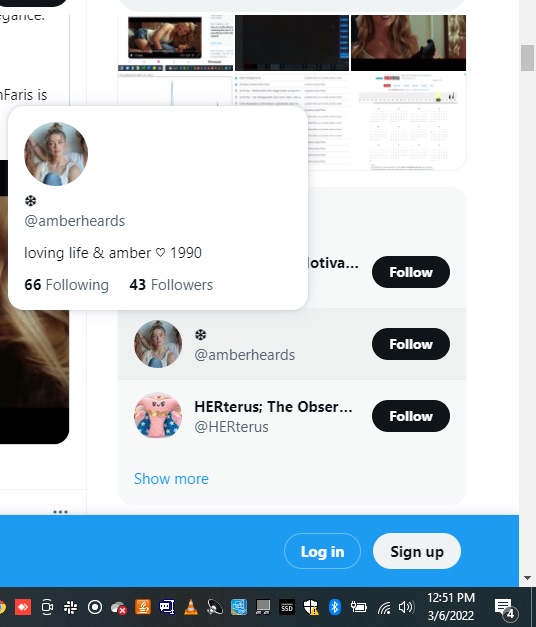 egance.
nFaris is
❄
@amberheards
loving life & amber ♡ 1990
66 Following 43 Followers
lotiva...
Follow
❄
@amberheards
Follow
HERterus; The Obser...
@HERterus
Follow
Show more
Log in
Sign up
SSD
12:51 PM
3/6/2022
4